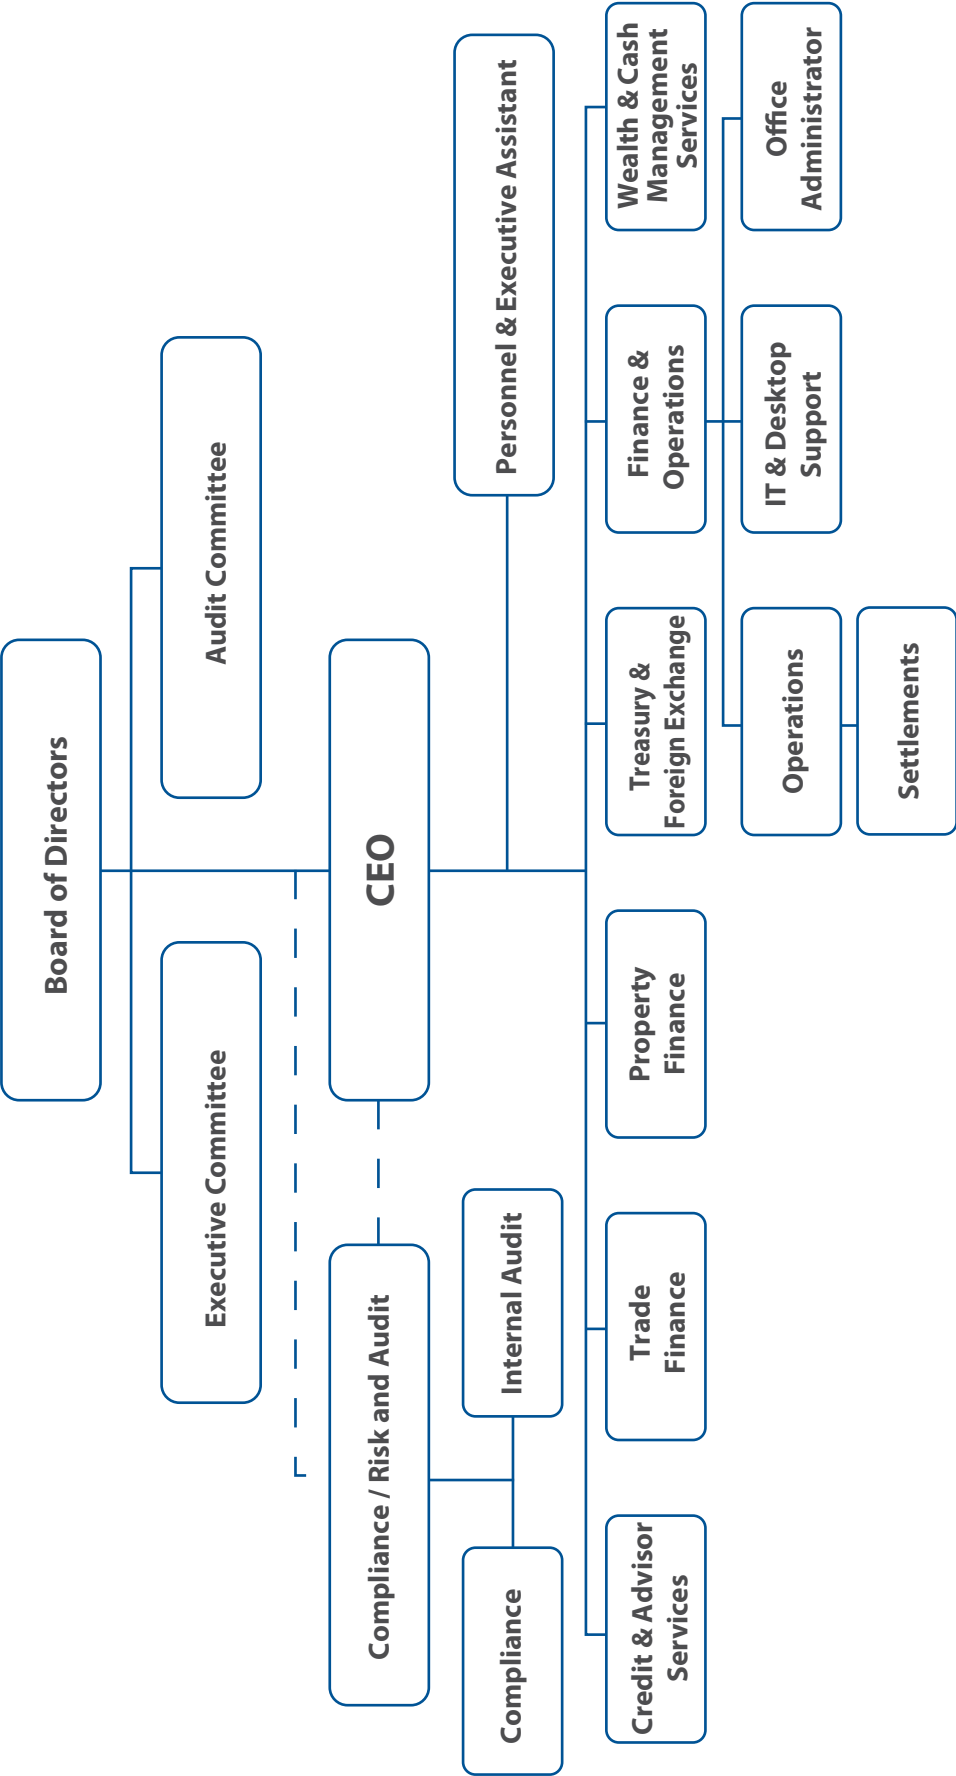 Board of Directors
Executive Committee
Audit Committee
Compliance / Risk and Audit
CEO
Compliance
Internal Audit
Personnel & Executive Assistant
Credit & Advisor
Services
Trade
Finance
Property
Finance
Treasury &
Foreign Exchange
Finance &
Operations
Wealth & Cash
Management
Services
Operations
IT & Desktop
Support
Office
Administrator
Settlements